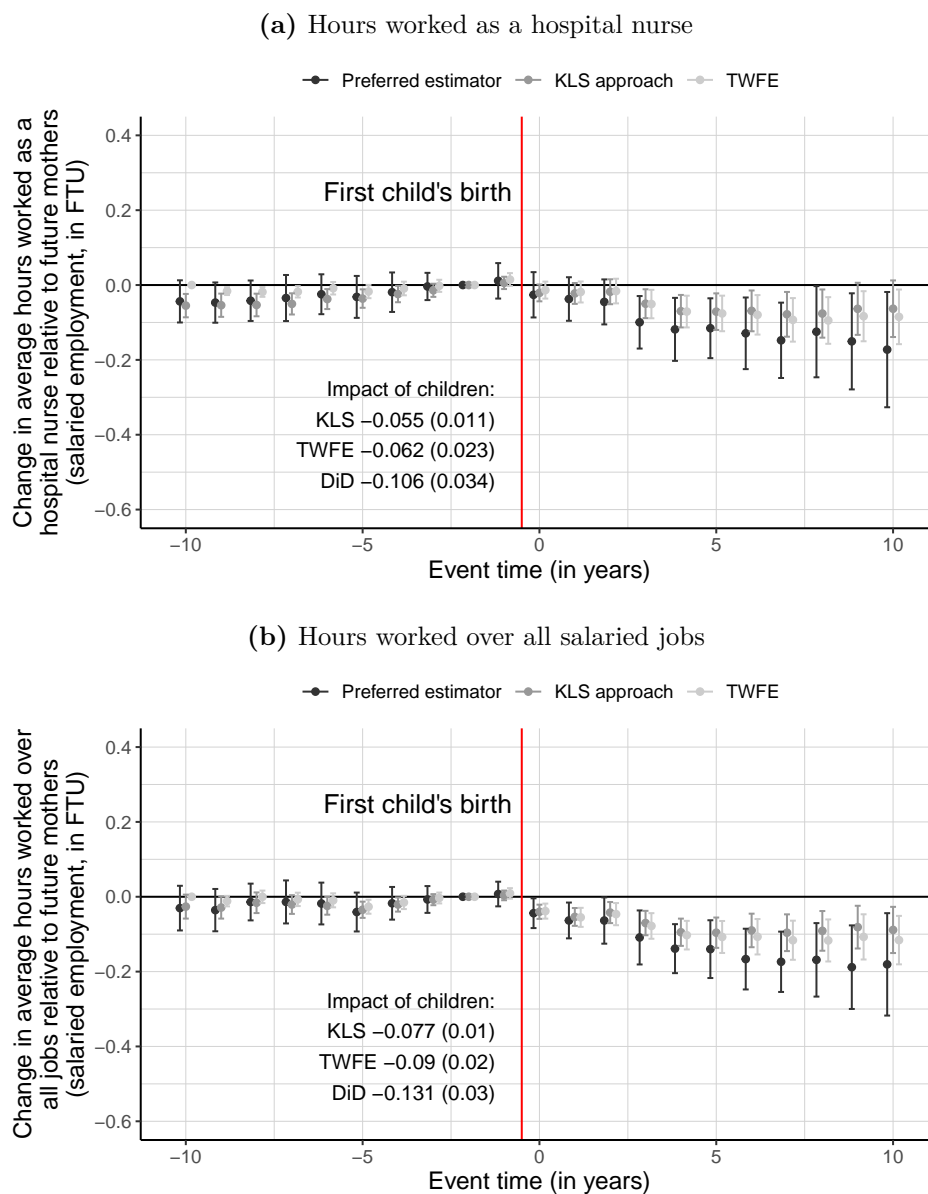 (a) Hours worked as a hospital nurse
Preferred estimator KLS approach TWFE
Change in average hours worked as a
hospital nurse relative to future mothers
(salaried employment, in FTU)
0.4
0.2
0.0
−0.2
−0.4
−0.6
First child's birth
Impact of children:
KLS −0.055 (0.011)
TWFE −0.062 (0.023)
DiD −0.106 (0.034)
−10 −5 0 5 10
Event time (in years)
(b) Hours worked over all salaried jobs
Preferred estimator KLS approach TWFE
Change in average hours worked over
all jobs relative to future mothers
(salaried employment, in FTU)
0.4
0.2
0.0
−0.2
−0.4
−0.6
First child's birth
Impact of children:
KLS −0.077 (0.01)
TWFE −0.09 (0.02)
DiD −0.131 (0.03)
−10 −5 0 5 10
Event time (in years)